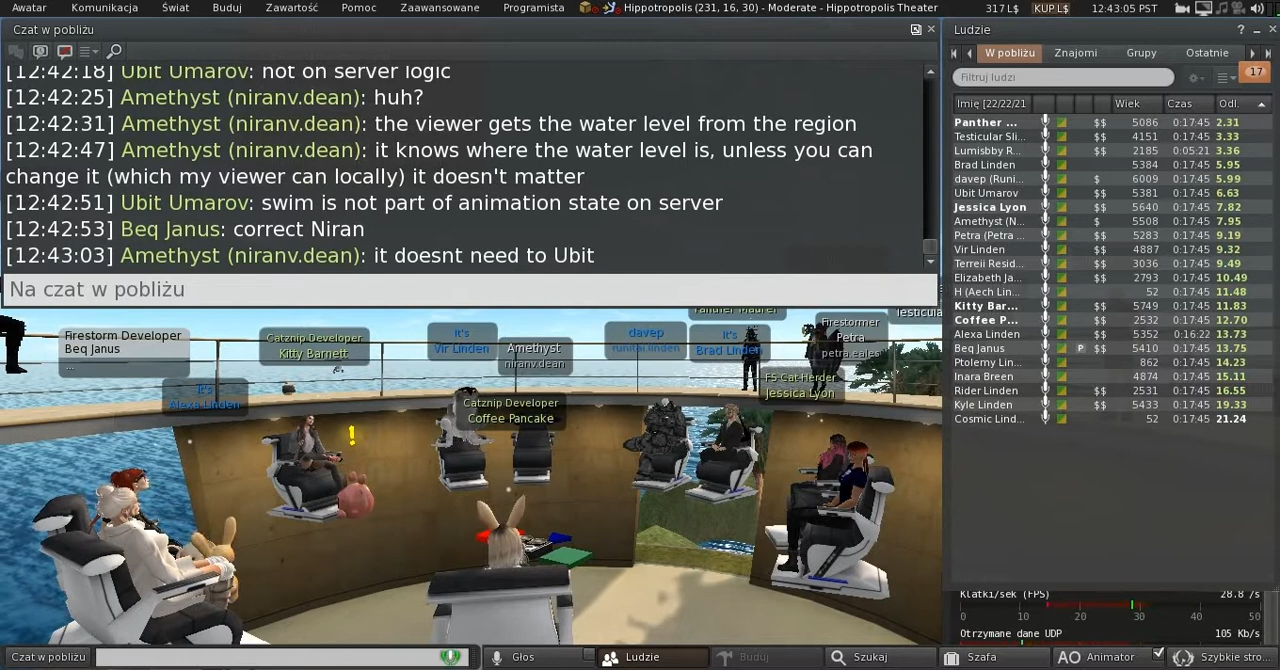 Awatar Komunikacja Świat Buduj Zawartość Pomoc Zaawansowane Programista Hippotropolis (231, 16, 30) - Moderate - Hippotropolis Theater 317 L$ KUP L$ 12:43:05 PST
Czat w pobliżu
[12:42:18] Ubit Umarov: not on server logic
[12:42:25] Amethyst (niranv.dean): huh?
[12:42:31] Amethyst (niranv.dean): the viewer gets the water level from the region
[12:42:47] Amethyst (niranv.dean): it knows where the water level is, unless you can
change it (which my viewer can locally) it doesn't matter
[12:42:51] Ubit Umarov: swim is not part of animation state on server
[12:42:53] Beq Janus: correct Niran
[12:43:03] Amethyst (niranv.dean): it doesnt need to Ubit
Na czat w pobliżu
Firestorm Developer
Beq Janus
...
It's
Alexa Linden
Catznip Developer
Kitty Barnett
It's
Vir Linden
Amethyst
niranv.dean
Catznip Developer
Coffee Pancake
davep
runitai.linden
It's
Brad Linden
Firestormer
Petra
petra.eales
FS Cat Herder
Jessica Lyon
Ludzie
W pobliżu Znajomi Grupy Ostatnie
17
Filtruj ludzi
Imię [22/22/21 Wiek Czas Odl.
Panther ... $$ 5086 0:17:45 2.31
Testicular Sli... $$ 4151 0:17:45 3.33
Lumisbby R... $$ 2185 0:05:21 3.36
Brad Linden 5384 0:17:45 5.95
davep (Runi... $ 6009 0:17:45 5.99
Ubit Umarov $$ 5381 0:17:45 6.63
Jessica Lyon $$ 5640 0:17:45 7.82
Amethyst (N... $ 5508 0:17:45 7.95
Petra (Petra ... $$ 5283 0:17:45 9.19
Vir Linden $$ 4887 0:17:45 9.32
Terreii Resid... $$ 3036 0:17:45 9.49
Elizabeth Ja... $$ 2793 0:17:45 10.49
H (Aech Lin... 52 0:17:45 11.48
Kitty Bar... $$ 5749 0:17:45 11.83
Coffee P... $$ 2532 0:17:45 12.70
Alexa Linden $$ 5352 0:16:22 13.73
Beq Janus P $$ 5410 0:17:45 13.75
Ptolemy Lin... 862 0:17:45 14.23
Inara Breen 4874 0:17:45 15.11
Rider Linden $$ 2531 0:17:45 16.55
Kyle Linden $$ 5433 0:17:45 19.33
Cosmic Lind... 52 0:17:45 21.24
Klatki/sek (FPS) 28.8 /s
0 10 20 30 40 50
Otrzymane dane UDP 105 Kb/s
Czat w pobliżu Głos Ludzie Buduj Szukaj Szafa AO Animator Szybkie stro...